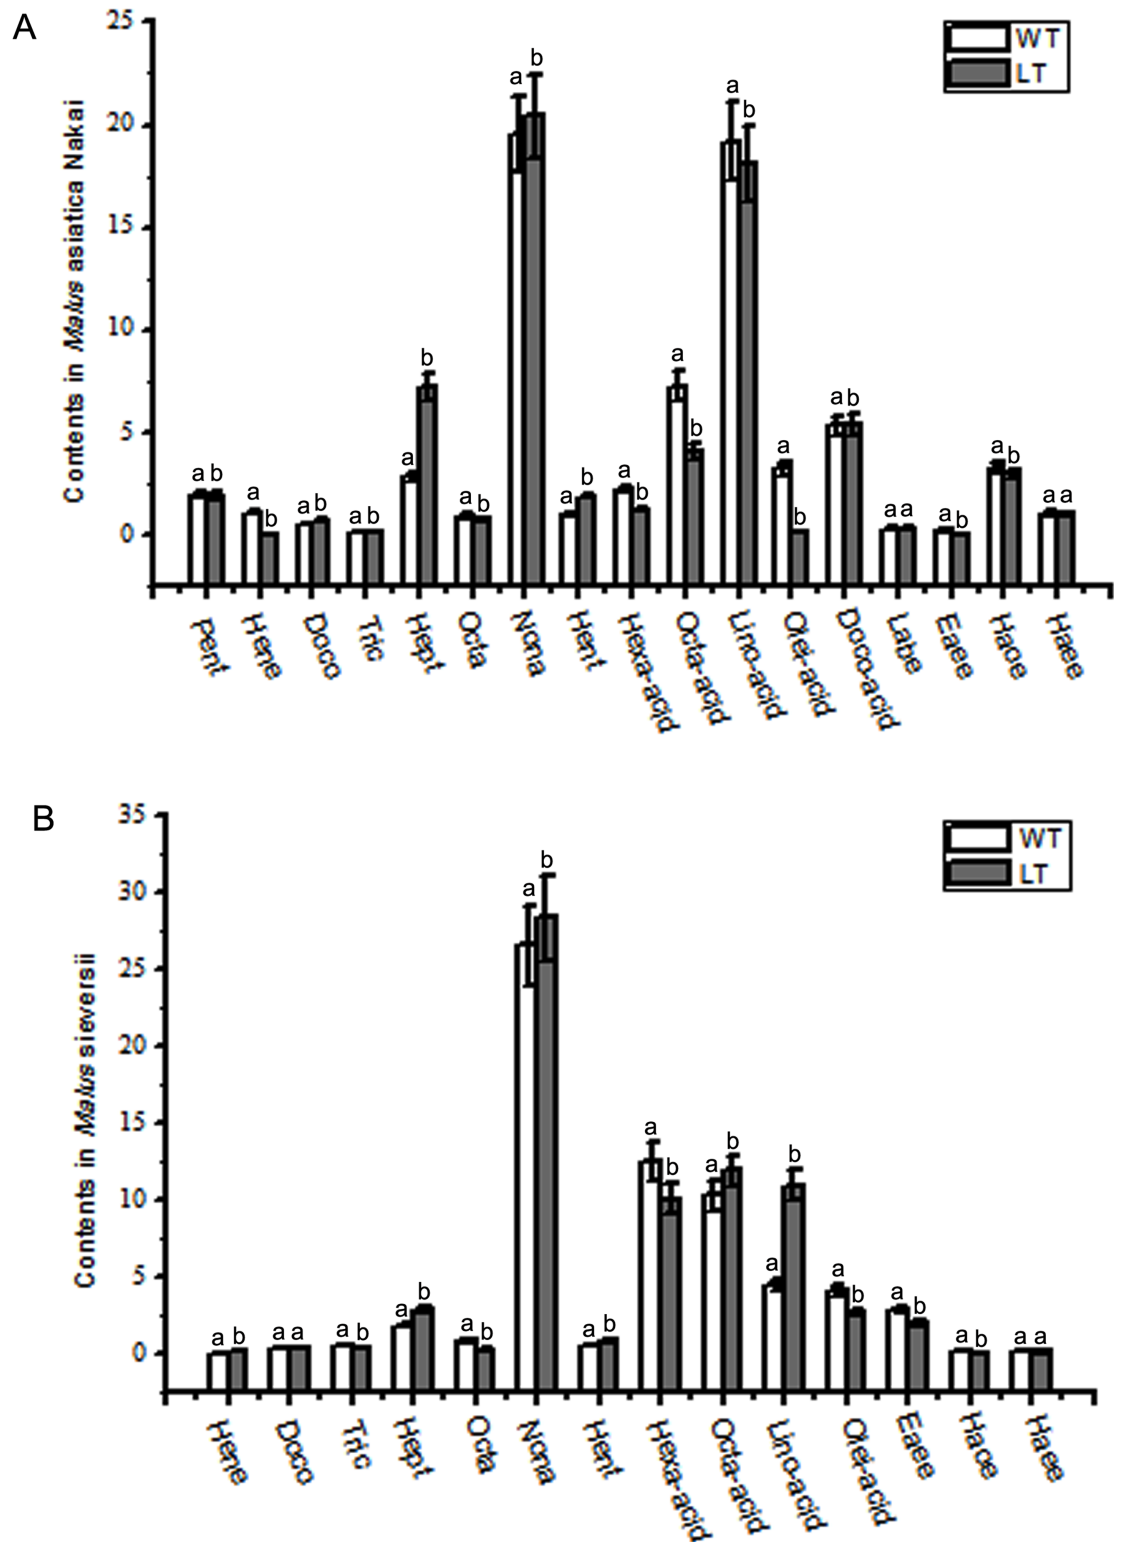 A
25
20
15
10
5
0
Contents in Malus asiatica Nakai
WT
LT
a b
a b
a b
a b
a b
a b
a b
a b
a b
a b
a b
a b
a b
a a
a b
a b
a a
Pent
Hene
Doco
Tric
Hept
Octa
Nona
Hent
Hexa-acid
Octa-acid
Lino-acid
Olei-acid
Doco-acid
Labe
Eaee
Haoe
Haee
B
35
30
25
20
15
10
5
0
Contents in Malus sieversii
WT
LT
a b
a a
a b
a b
a b
a b
a b
a b
a b
a b
a b
a b
a b
a a
Hene
Doco
Tric
Hept
Octa
Nona
Hent
Hexa-acid
Octa-acid
Lino-acid
Olei-acid
Eaee
Haoe
Haee